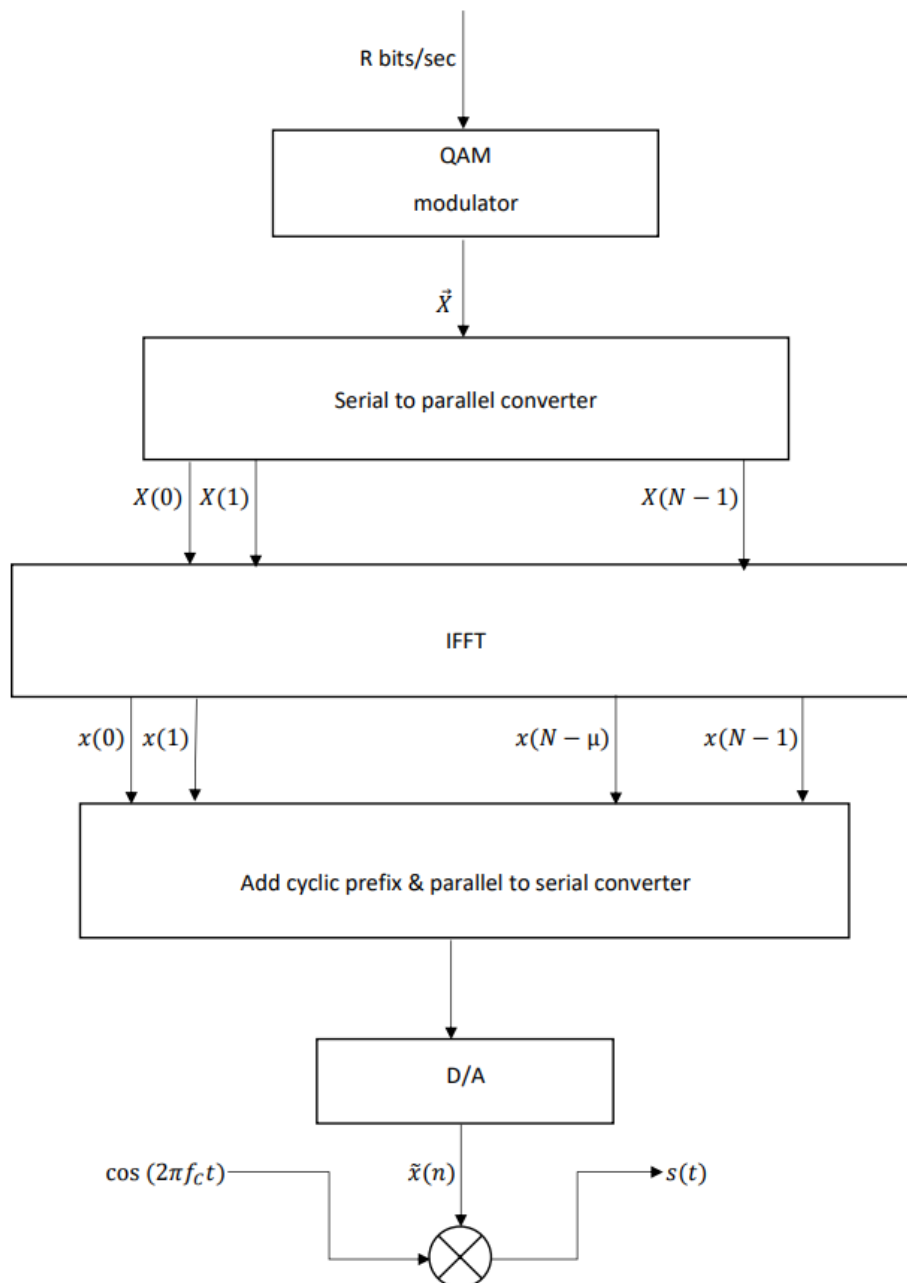 R bits/sec
QAM
modulator
$\vec{X}$
Serial to parallel converter
X(0) X(1) X(N − 1)
IFFT
x(0) x(1) x(N − μ) x(N − 1)
Add cyclic prefix & parallel to serial converter
D/A
cos (2πf_C t) x̃(n) s(t)